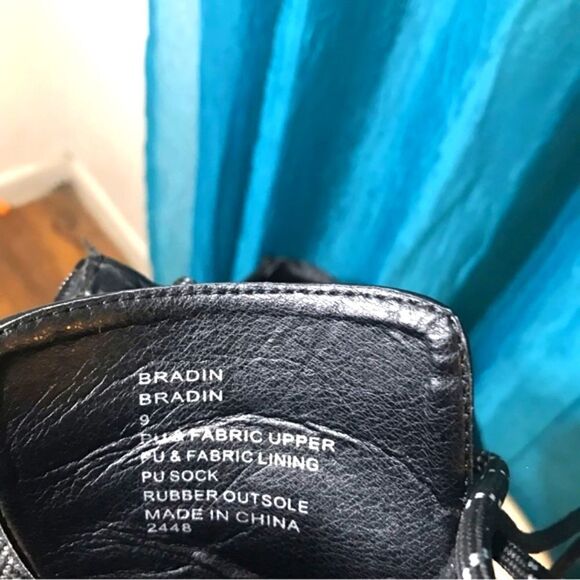 BRADIN
BRADIN
9
PU & FABRIC UPPER
PU & FABRIC LINING
PU SOCK
RUBBER OUTSOLE
MADE IN CHINA
2448